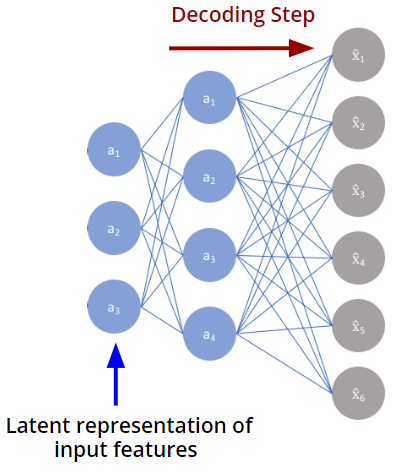 Decoding Step
x̂1
a1
x̂2
a1
a2
x̂3
a2
a3
x̂4
a3
a4
x̂5
x̂6
Latent representation of
input features